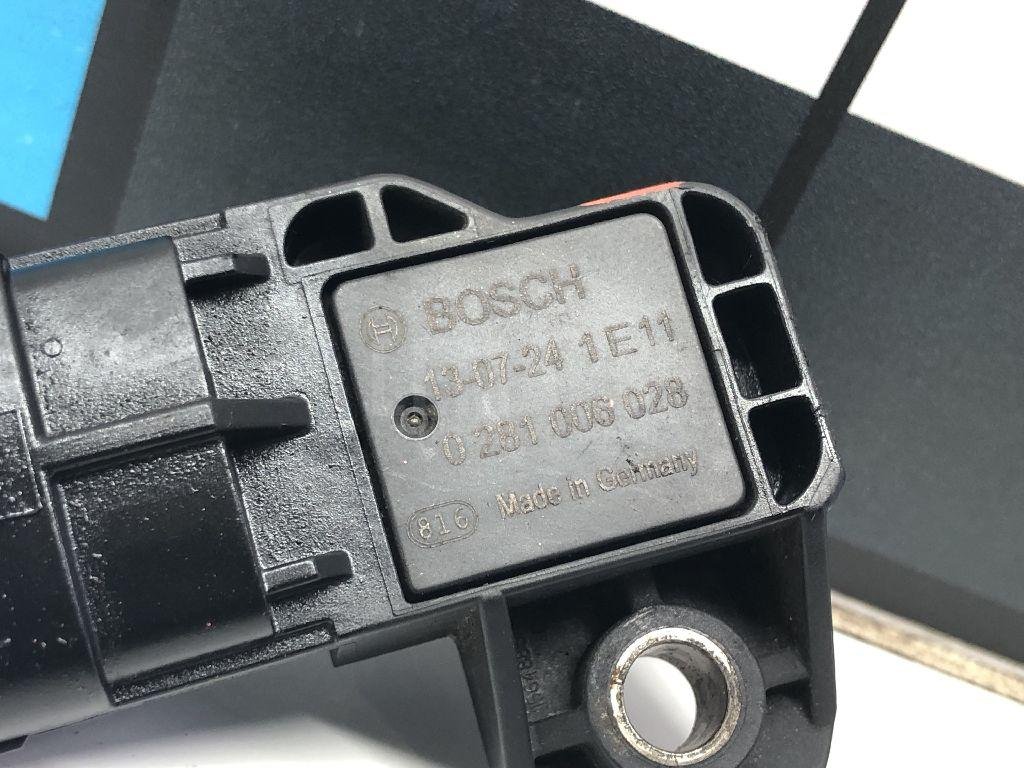 BOSCH
13-07-24 1E11
0 281 006 028
816 Made in Germany